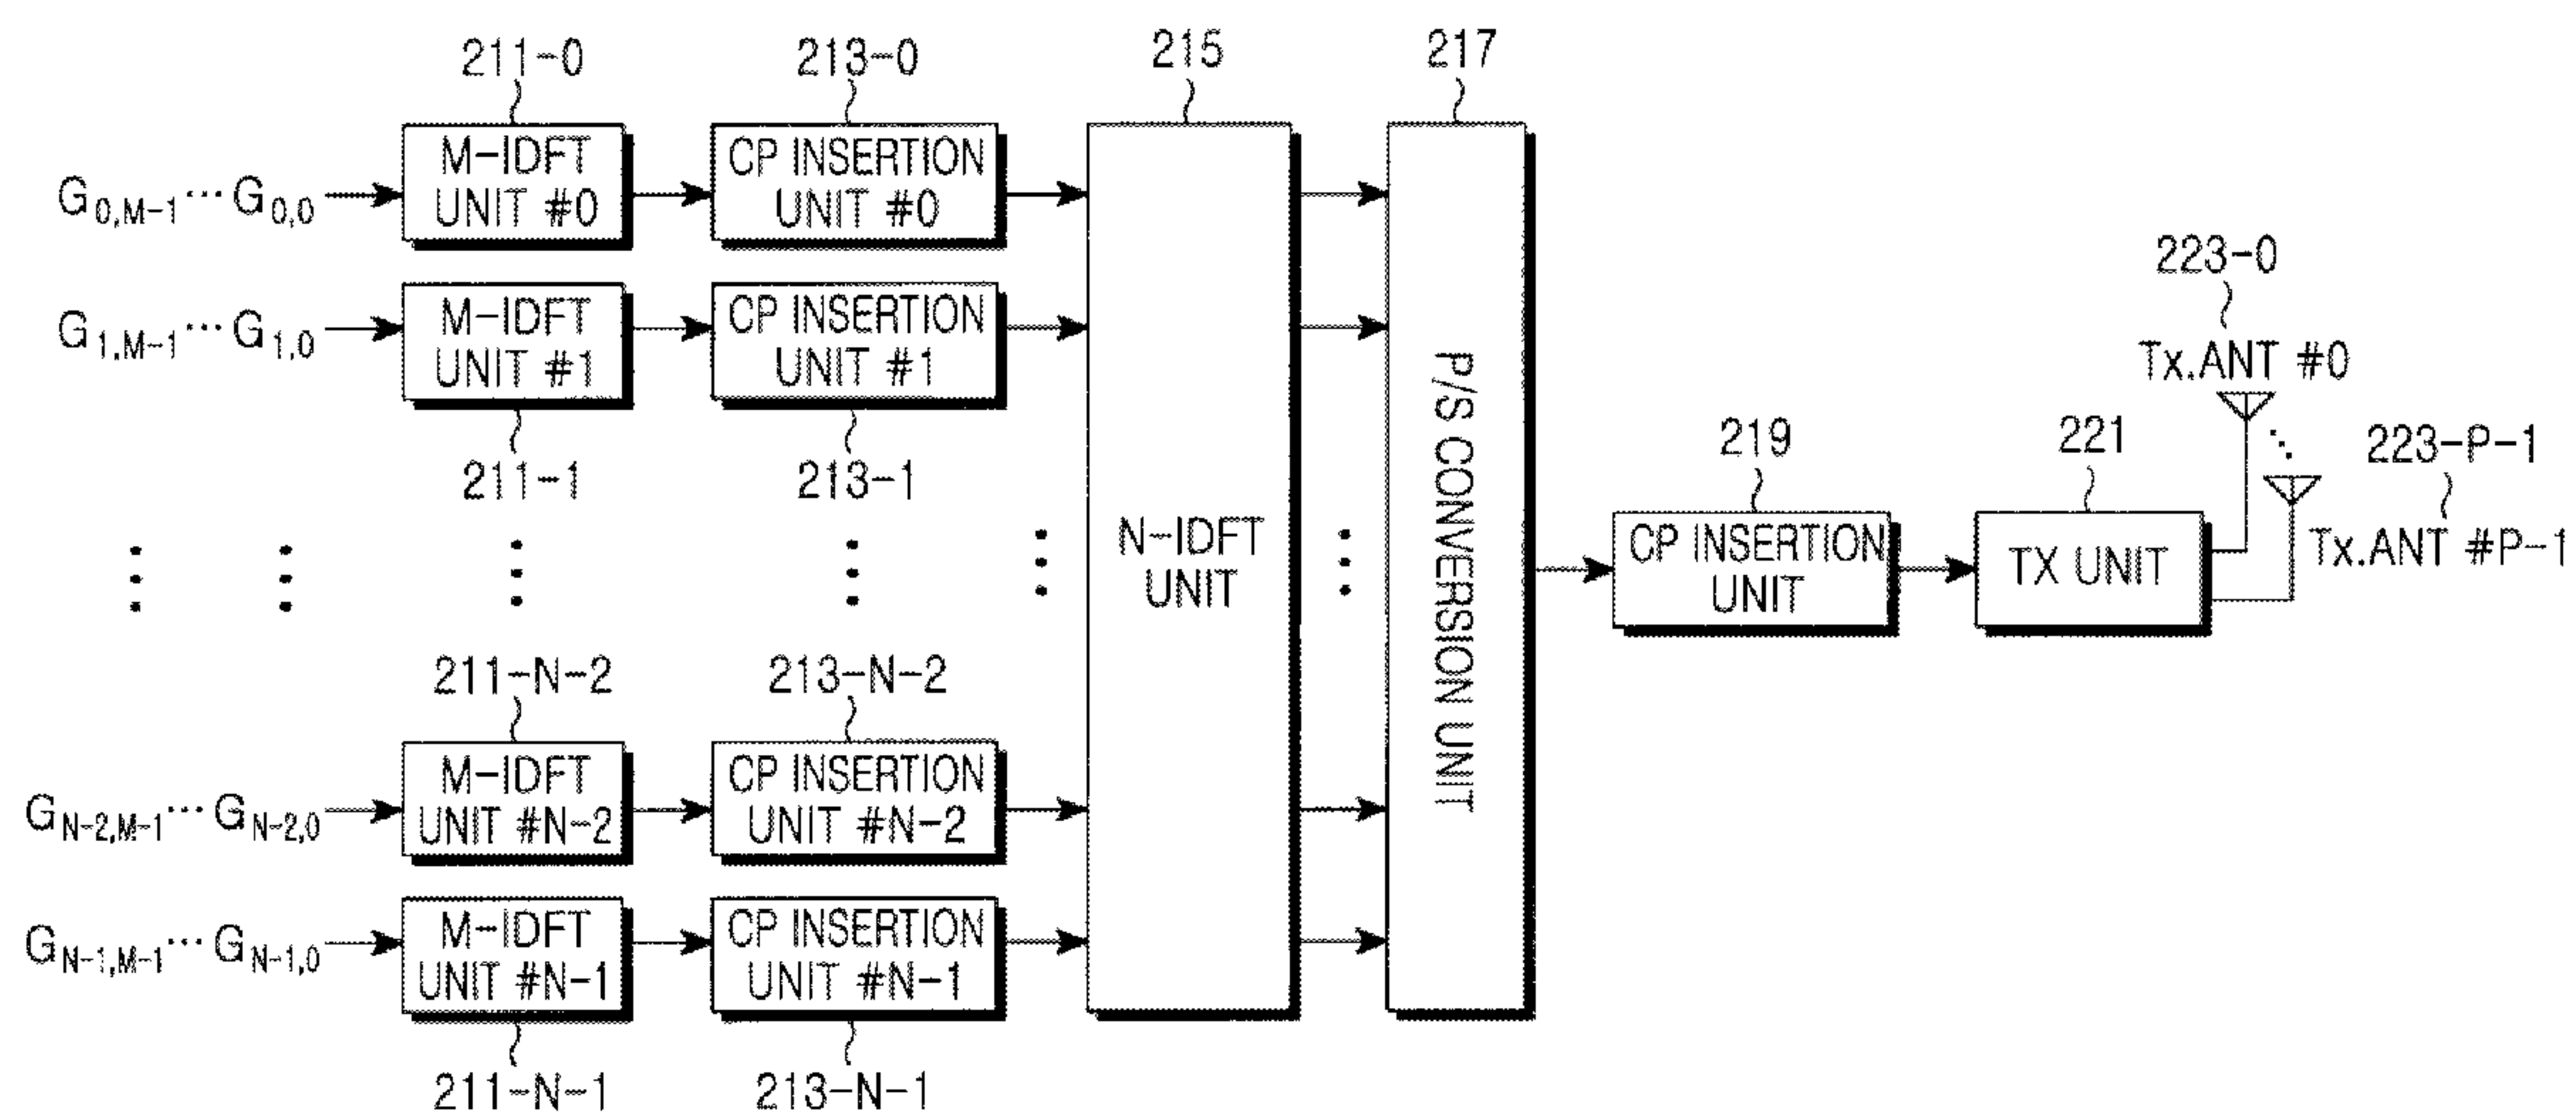 211-0
213-0
215
217
G0,M-1 ··· G0,0
M-IDFT
UNIT #0
CP INSERTION
UNIT #0
G1,M-1 ··· G1,0
M-IDFT
UNIT #1
CP INSERTION
UNIT #1
211-1
213-1
N-IDFT
UNIT
P/S CONVERSION UNIT
219
CP INSERTION
UNIT
221
TX UNIT
223-0
Tx.ANT #0
223-P-1
Tx.ANT #P-1
211-N-2
213-N-2
GN-2,M-1 ··· GN-2,0
M-IDFT
UNIT #N-2
CP INSERTION
UNIT #N-2
GN-1,M-1 ··· GN-1,0
M-IDFT
UNIT #N-1
CP INSERTION
UNIT #N-1
211-N-1
213-N-1